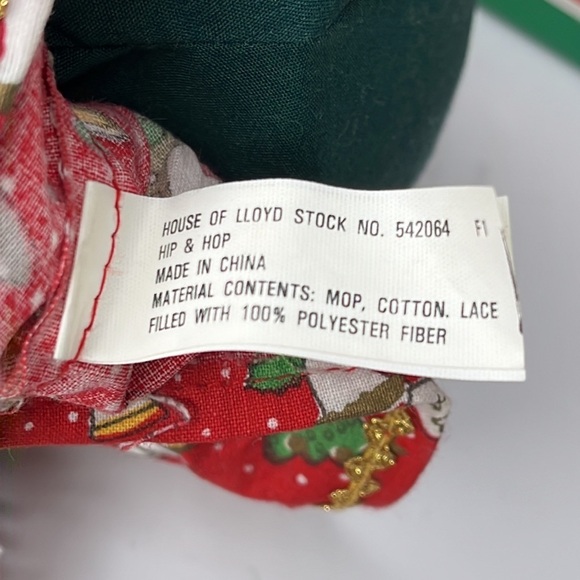 HOUSE OF LLOYD STOCK NO. 542064 F1
HIP & HOP
MADE IN CHINA
MATERIAL CONTENTS: MOP, COTTON. LACE
FILLED WITH 100% POLYESTER FIBER